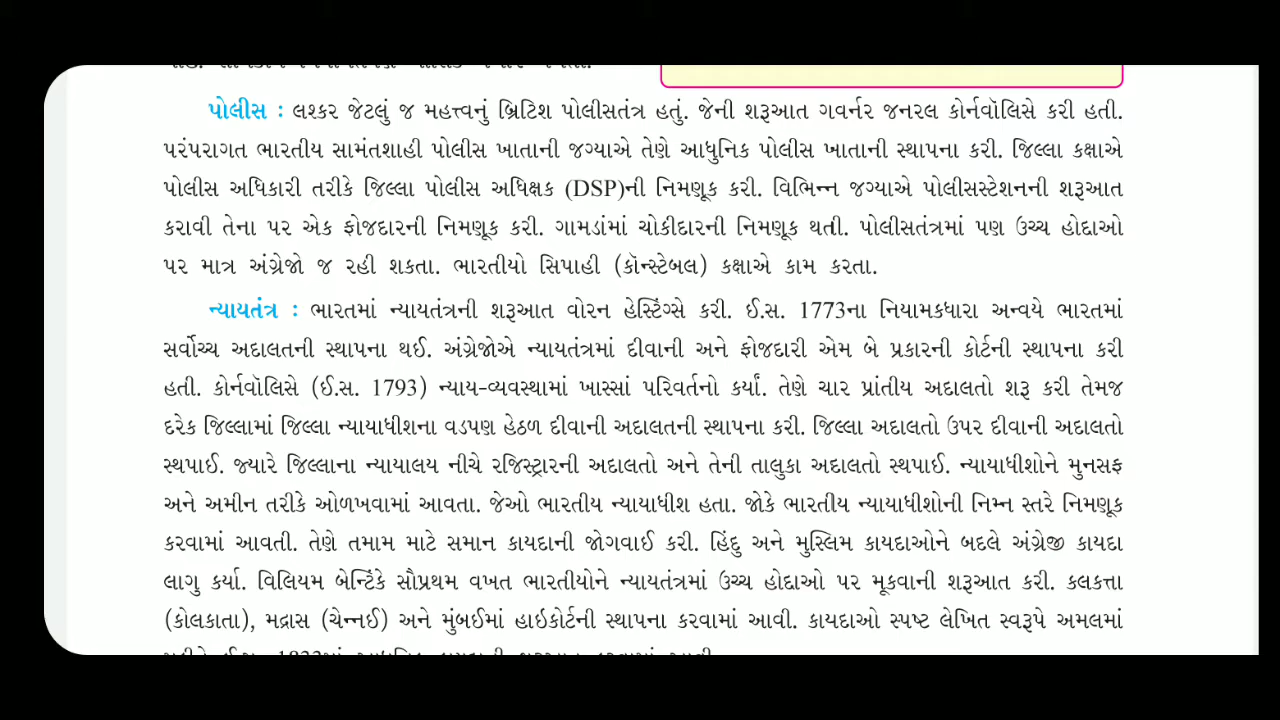 પોલીસ : લશ્કર જેટલું જ મહત્ત્વનું બ્રિટિશ પોલીસતંત્ર હતું. જેની શરૂઆત ગવર્નર જનરલ કોર્નવૉલિસે કરી હતી.
પરંપરાગત ભારતીય સામંતશાહી પોલીસ ખાતાની જગ્યાએ તેણે આધુનિક પોલીસ ખાતાની સ્થાપના કરી. જિલ્લા કક્ષાએ
પોલીસ અધિકારી તરીકે જિલ્લા પોલીસ અધિક્ષક (DSP)ની નિમણૂક કરી. વિભિન્ન જગ્યાએ પોલીસસ્ટેશનની શરૂઆત
કરાવી તેના પર એક ફોજદારની નિમણૂક કરી. ગામડાંમાં ચોકીદારની નિમણૂક થતી. પોલીસતંત્રમાં પણ ઉચ્ચ હોદ્દાઓ
પર માત્ર અંગ્રેજો જ રહી શકતા. ભારતીયો સિપાહી (કૉન્સ્ટેબલ) કક્ષાએ કામ કરતા.
ન્યાયતંત્ર : ભારતમાં ન્યાયતંત્રની શરૂઆત વોરન હેસ્ટિંગ્સે કરી. ઈ.સ. 1773ના નિયામકધારા અન્વયે ભારતમાં
સર્વોચ્ચ અદાલતની સ્થાપના થઈ. અંગ્રેજોએ ન્યાયતંત્રમાં દીવાની અને ફોજદારી એમ બે પ્રકારની કોર્ટની સ્થાપના કરી
હતી. કોર્નવૉલિસે (ઈ.સ. 1793) ન્યાય-વ્યવસ્થામાં ખાસ્સાં પરિવર્તનો કર્યાં. તેણે ચાર પ્રાંતીય અદાલતો શરૂ કરી તેમજ
દરેક જિલ્લામાં જિલ્લા ન્યાયાધીશના વડપણ હેઠળ દીવાની અદાલતની સ્થાપના કરી. જિલ્લા અદાલતો ઉપર દીવાની અદાલતો
સ્થપાઈ. જ્યારે જિલ્લાના ન્યાયાલય નીચે રજિસ્ટ્રારની અદાલતો અને તેની તાલુકા અદાલતો સ્થપાઈ. ન્યાયાધીશોને મુનસફ
અને અમીન તરીકે ઓળખવામાં આવતા. જેઓ ભારતીય ન્યાયાધીશ હતા. જોકે ભારતીય ન્યાયાધીશોની નિમ્ન સ્તરે નિમણૂક
કરવામાં આવતી. તેણે તમામ માટે સમાન કાયદાની જોગવાઈ કરી. હિંદુ અને મુસ્લિમ કાયદાઓને બદલે અંગ્રેજી કાયદા
લાગુ કર્યા. વિલિયમ બેન્ટિંકે સૌપ્રથમ વખત ભારતીયોને ન્યાયતંત્રમાં ઉચ્ચ હોદ્દાઓ પર મૂકવાની શરૂઆત કરી. કલકત્તા
(કોલકાતા), મદ્રાસ (ચેન્નઈ) અને મુંબઈમાં હાઇકોર્ટની સ્થાપના કરવામાં આવી. કાયદાઓ સ્પષ્ટ લેખિત સ્વરૂપે અમલમાં